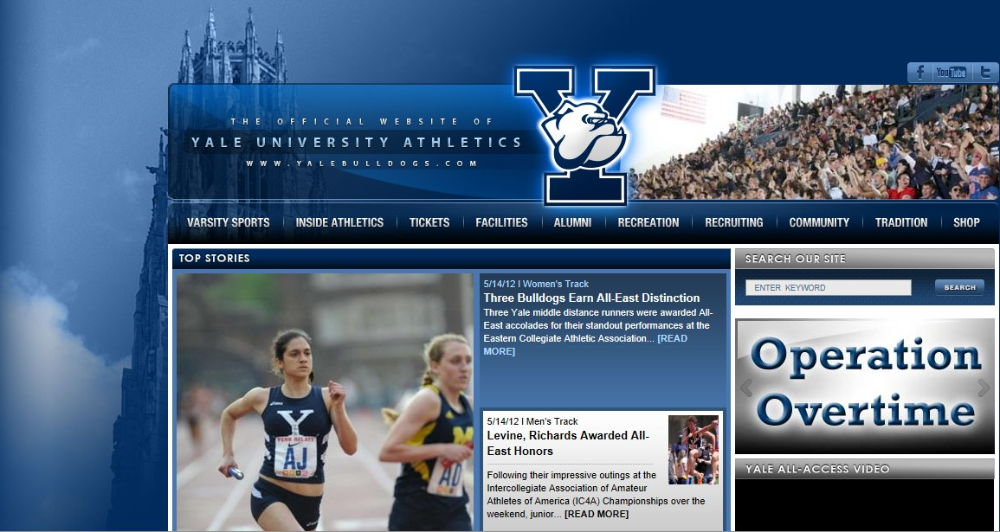 f
YouTube
t
THE OFFICIAL WEBSITE OF
YALE UNIVERSITY ATHLETICS
WWW.YALEBULLDOGS.COM
Y
VARSITY SPORTS
INSIDE ATHLETICS
TICKETS
FACILITIES
ALUMNI
RECREATION
RECRUITING
COMMUNITY
TRADITION
SHOP
TOP STORIES
Y
PENN RELAYS
AJ
M
AO
5/14/12 I Women's Track
Three Bulldogs Earn All-East Distinction
Three Yale middle distance runners were awarded All-
East accolades for their standout performances at the
Eastern Collegiate Athletic Association... [READ
MORE]
5/14/12 I Men's Track
Levine, Richards Awarded All-
East Honors
Following their impressive outings at the
Intercollegiate Association of Amateur
Athletes of America (IC4A) Championships over the
weekend, junior... [READ MORE]
SEARCH OUR SITE
ENTER KEYWORD
SEARCH
Operation
Overtime
YALE ALL-ACCESS VIDEO